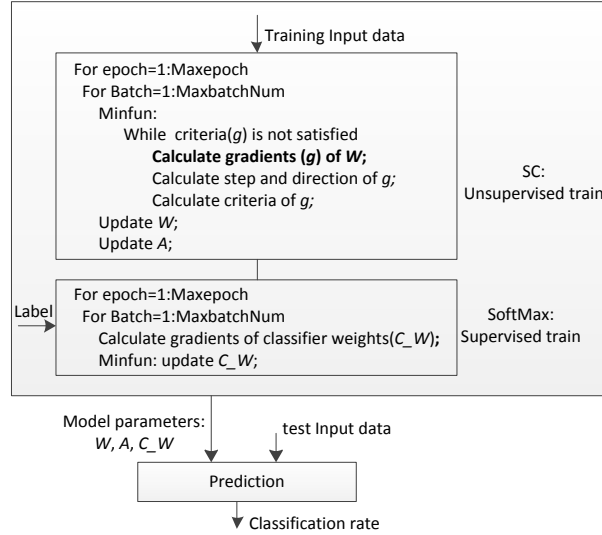 Training Input data
For epoch=1:Maxepoch
For Batch=1:MaxbatchNum
Minfun:
While criteria(g) is not satisfied
Calculate gradients (g) of W;
Calculate step and direction of g;
Calculate criteria of g;
Update W;
Update A;
SC:
Unsupervised train
Label
For epoch=1:Maxepoch
For Batch=1:MaxbatchNum
Calculate gradients of classifier weights(C_W);
Minfun: update C_W;
SoftMax:
Supervised train
Model parameters:
W, A, C_W
test Input data
Prediction
Classification rate